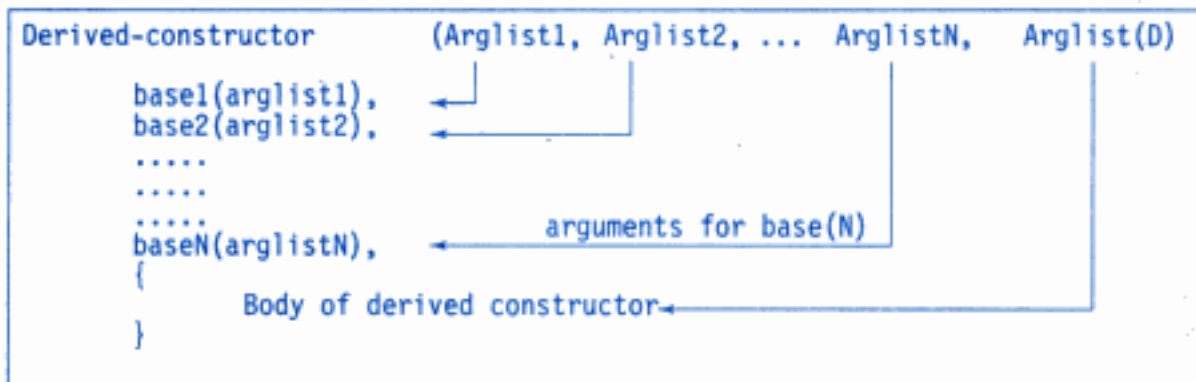 Derived-constructor (Arglist1, Arglist2, ... ArglistN, Arglist(D)
base1(arglist1),
base2(arglist2),
.....
.....
.....
arguments for base(N)
baseN(arglistN),
{
Body of derived constructor
}